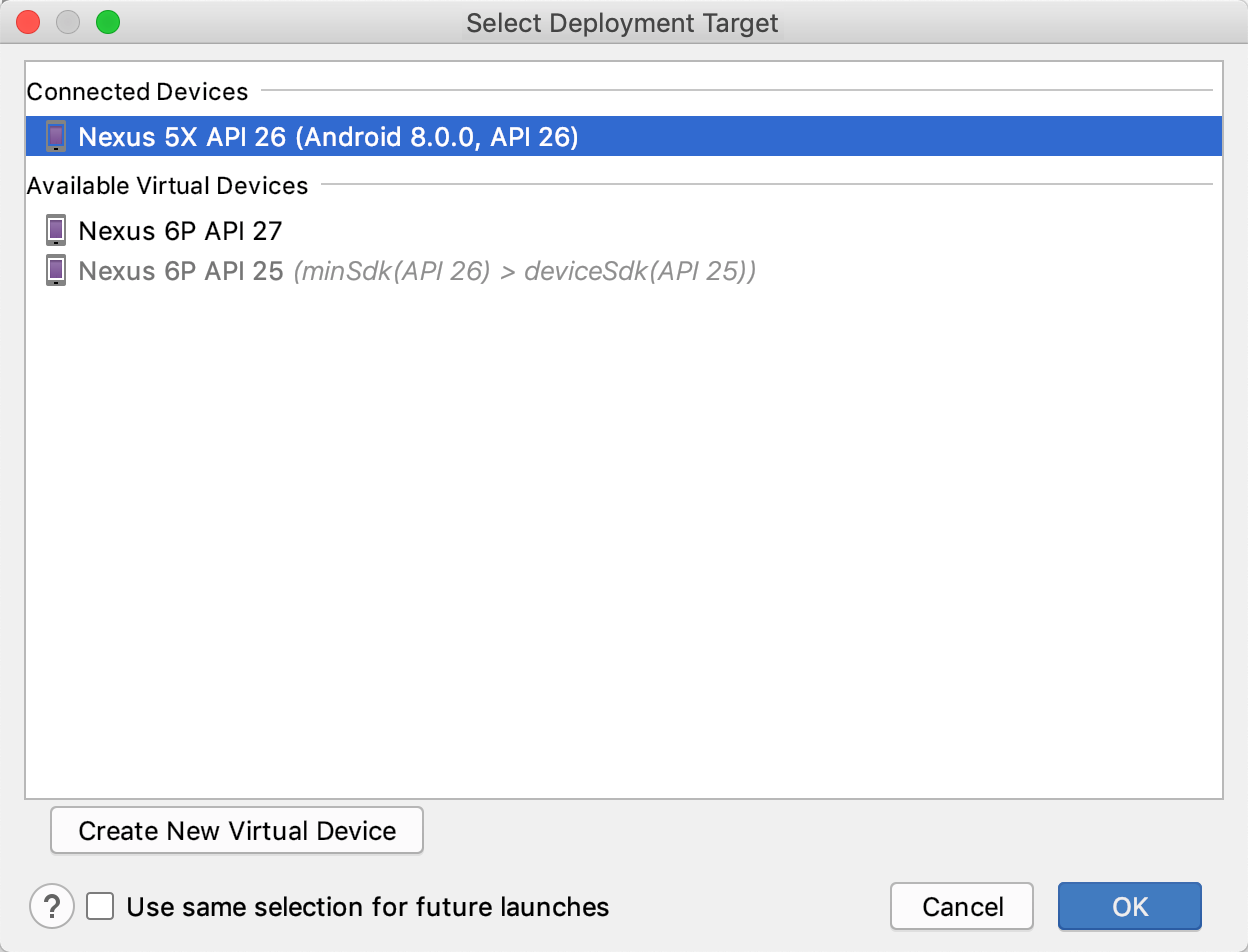 Select Deployment Target
Connected Devices
Nexus 5X API 26 (Android 8.0.0, API 26)
Available Virtual Devices
Nexus 6P API 27
Nexus 6P API 25 (minSdk(API 26) > deviceSdk(API 25))
Create New Virtual Device
? Use same selection for future launches Cancel OK